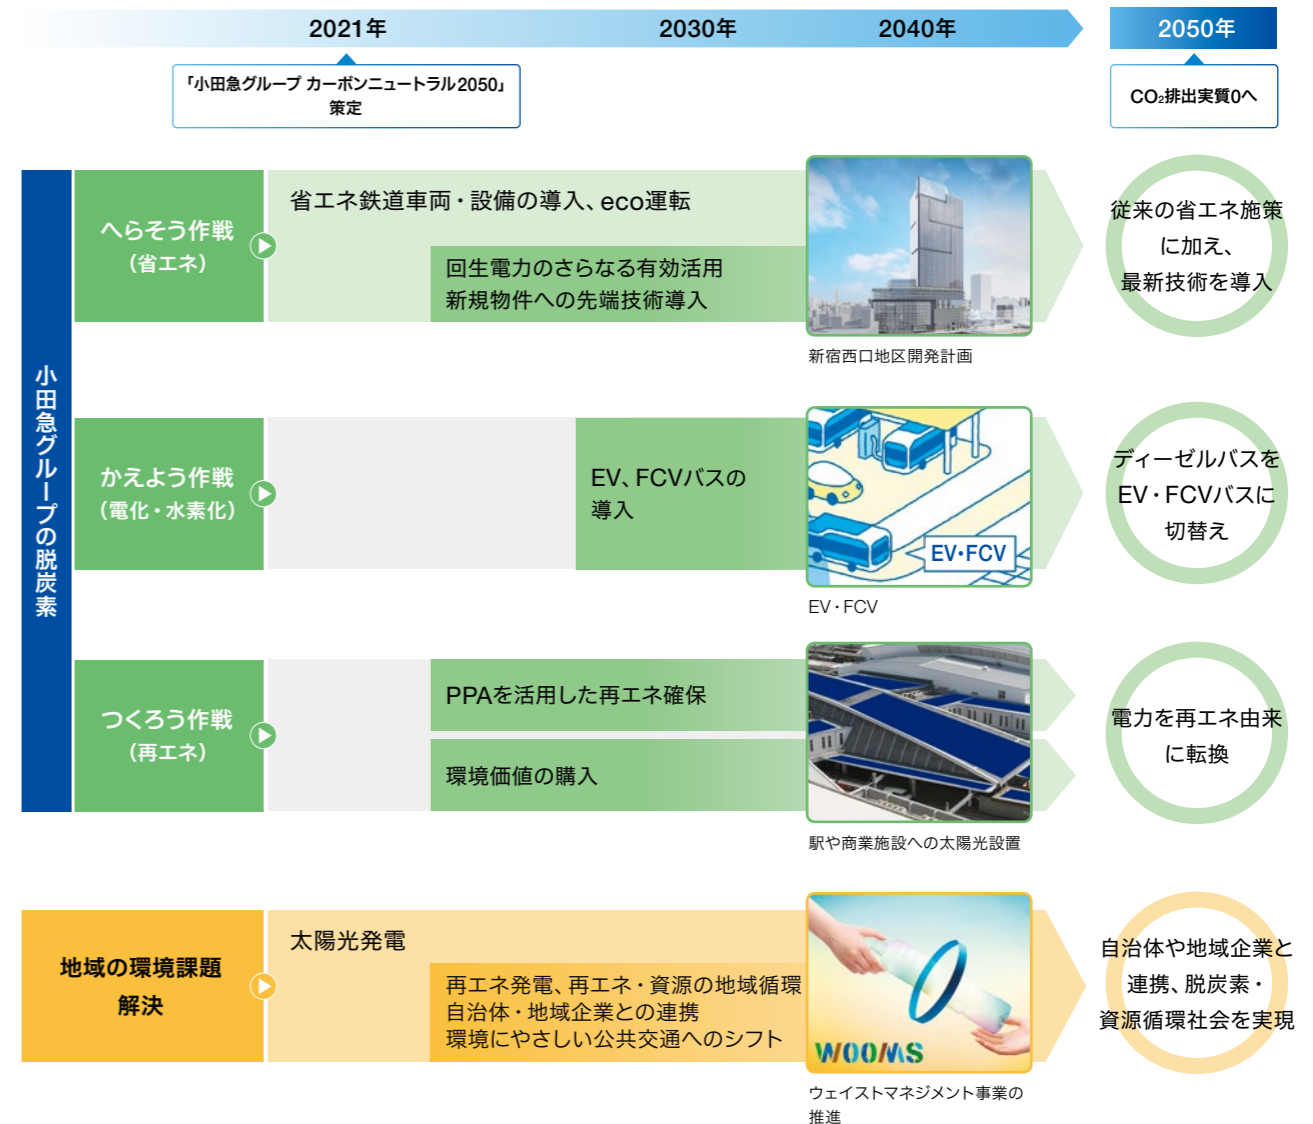 2021年
2030年
2040年
2050年
「小田急グループ カーボンニュートラル2050」
策定
CO₂排出実質0へ
小田急グループの脱炭素
へらそう作戦
(省エネ)
省エネ鉄道車両・設備の導入、eco運転
回生電力のさらなる有効活用
新規物件への先端技術導入
新宿西口地区開発計画
従来の省エネ施策
に加え、
最新技術を導入
かえよう作戦
(電化・水素化)
EV、FCVバスの
導入
EV・FCV
EV・FCV
ディーゼルバスを
EV・FCVバスに
切替え
つくろう作戦
(再エネ)
PPAを活用した再エネ確保
環境価値の購入
駅や商業施設への太陽光設置
電力を再エネ由来
に転換
地域の環境課題
解決
太陽光発電
再エネ発電、再エネ・資源の地域循環
自治体・地域企業との連携
環境にやさしい公共交通へのシフト
WOOMS
ウェイストマネジメント事業の
推進
自治体や地域企業と
連携、脱炭素・
資源循環社会を実現